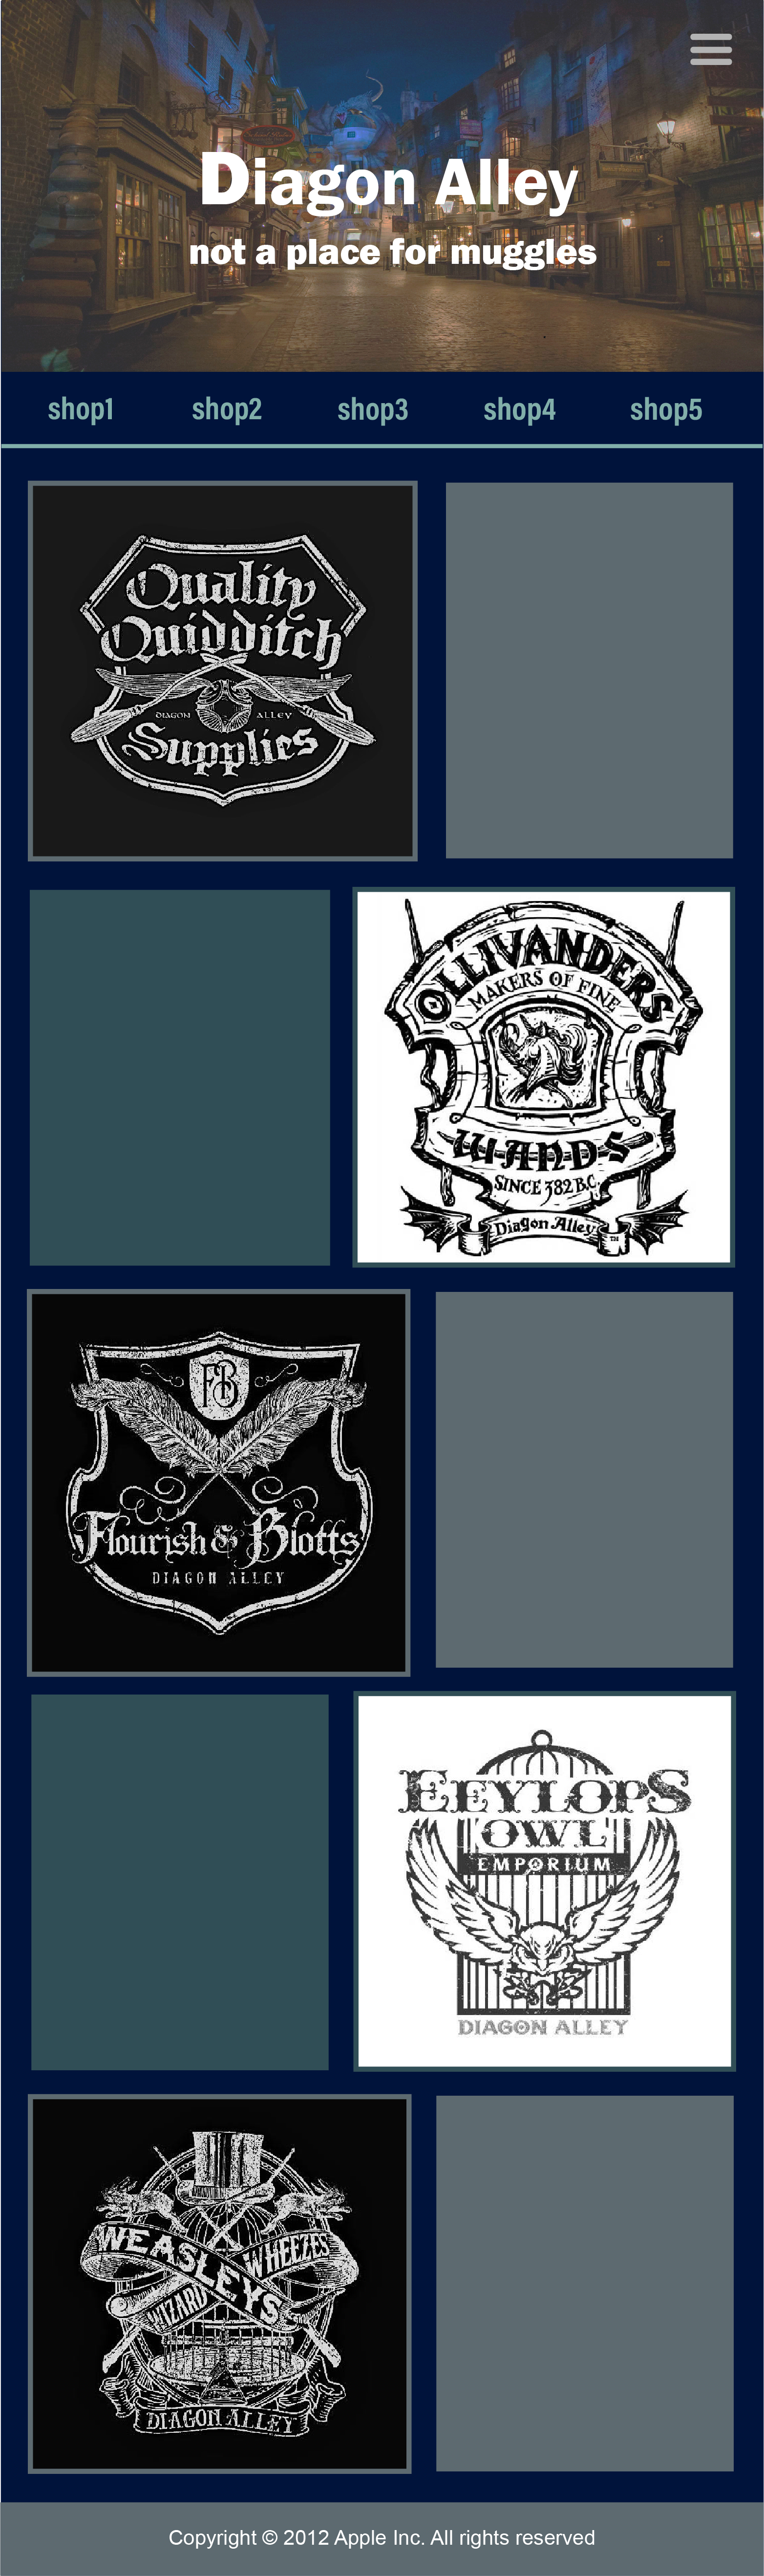 Diagon Alley
not a place for muggles
shop1 shop2 shop3 shop4 shop5
Quality
Quidditch
DIAGON ALLEY
Supplies
OLLIVANDERS
MAKERS OF FINE
WANDS
SINCE 382 B.C.
Diagon Alley
FB
Flourish & Blotts
DIAGON ALLEY
EEYLOPS
OWL
EMPORIUM
DIAGON ALLEY
WEASLEYS
WIZARD WHEEZES
DIAGON ALLEY
Copyright © 2012 Apple Inc. All rights reserved